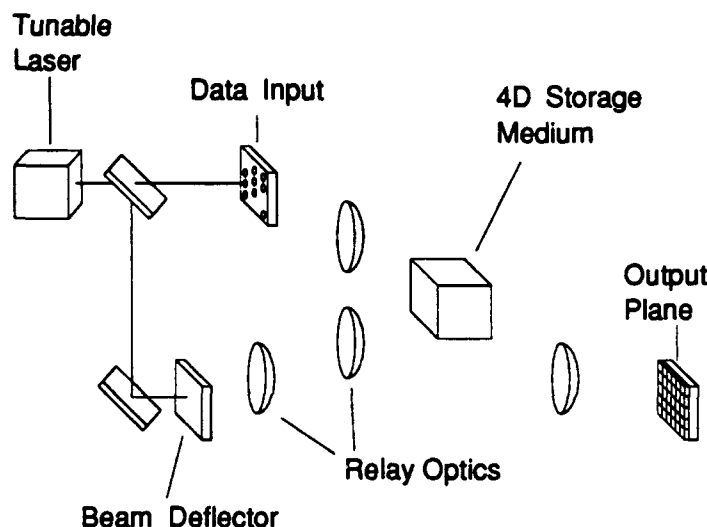 Tunable
Laser
Data Input
4D Storage
Medium
Output
Plane
Relay Optics
Beam Deflector